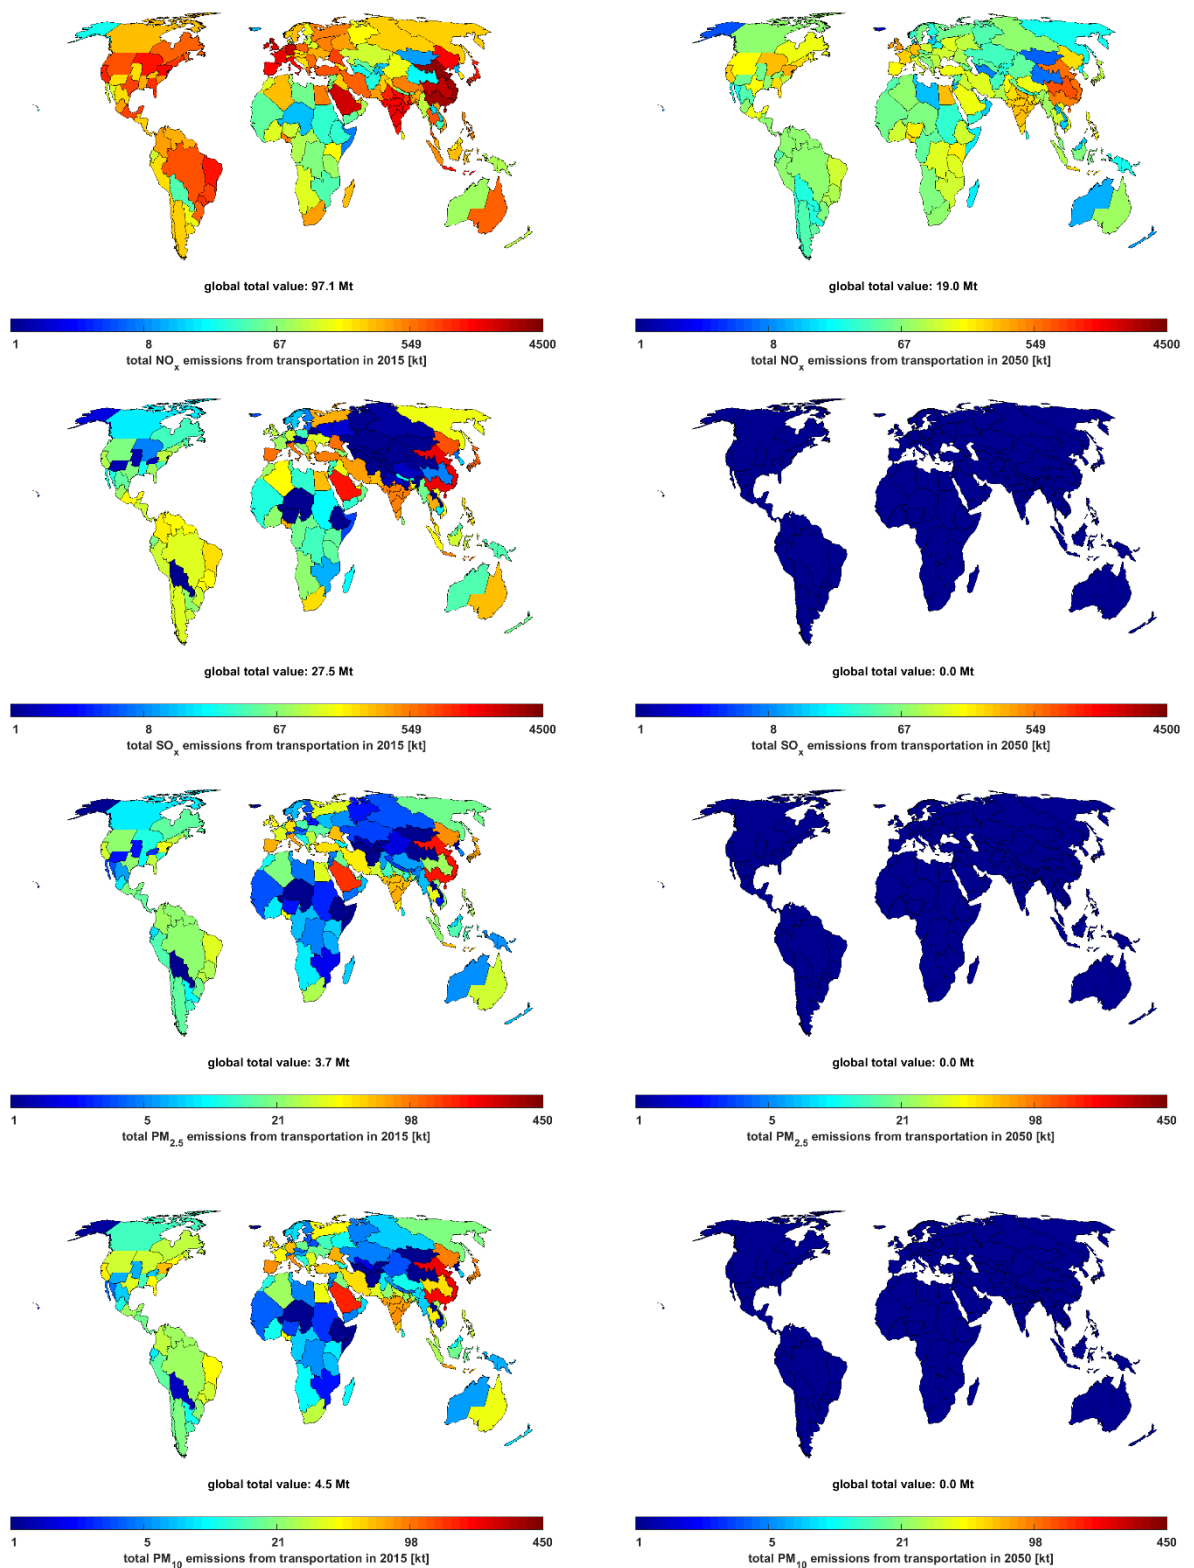 global total value: 97.1 Mt
1 8 67 549 4500
total NOx emissions from transportation in 2015 [kt]
global total value: 19.0 Mt
1 8 67 549 4500
total NOx emissions from transportation in 2050 [kt]
global total value: 27.5 Mt
1 8 67 549 4500
total SOx emissions from transportation in 2015 [kt]
global total value: 0.0 Mt
1 8 67 549 4500
total SOx emissions from transportation in 2050 [kt]
global total value: 3.7 Mt
1 5 21 98 450
total PM2.5 emissions from transportation in 2015 [kt]
global total value: 0.0 Mt
1 5 21 98 450
total PM2.5 emissions from transportation in 2050 [kt]
global total value: 4.5 Mt
1 5 21 98 450
total PM10 emissions from transportation in 2015 [kt]
global total value: 0.0 Mt
1 5 21 98 450
total PM10 emissions from transportation in 2050 [kt]